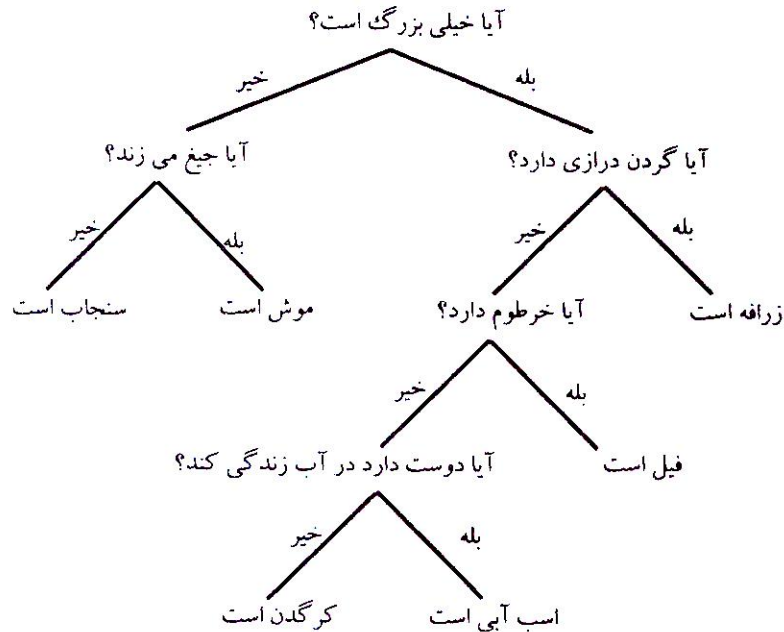 آیا خیلی بزرگ است؟
بله
خیر
آیا گردن درازی دارد؟
آیا جیغ می زند؟
بله
خیر
بله
خیر
زرافه است
آیا خرطوم دارد؟
موش است
سنجاب است
بله
خیر
فیل است
آیا دوست دارد در آب زندگی کند؟
بله
خیر
اسب آبی است
کرگدن است